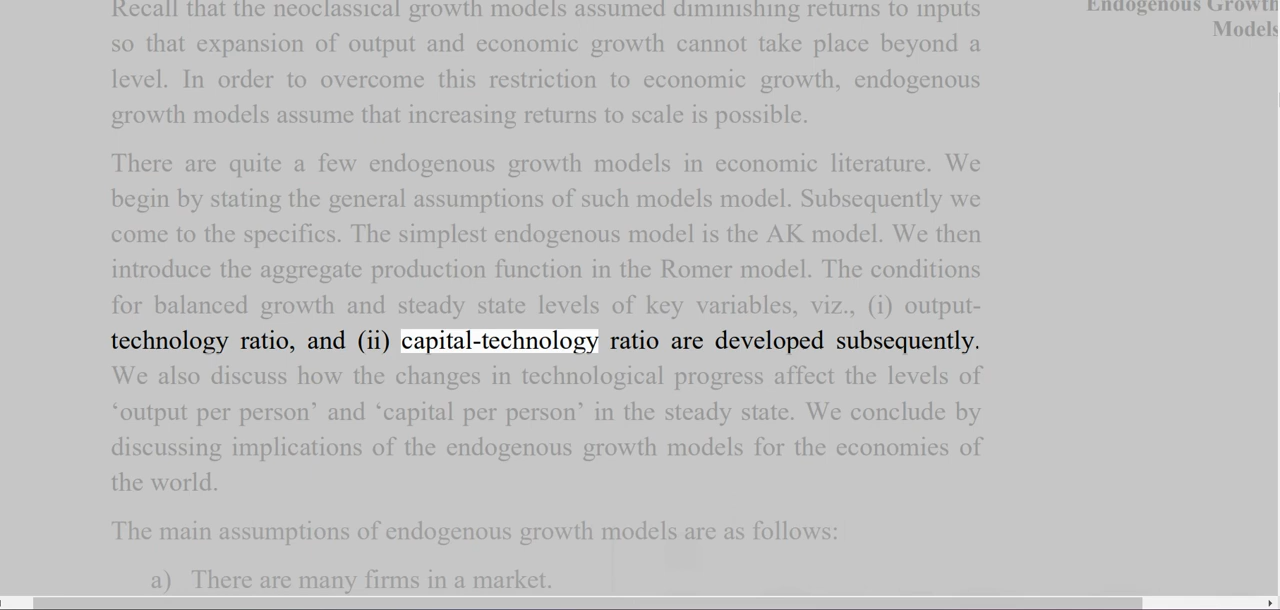 Recall that the neoclassical growth models assumed diminishing returns to inputs
Endogenous Growth
Models
so that expansion of output and economic growth cannot take place beyond a
level. In order to overcome this restriction to economic growth, endogenous
growth models assume that increasing returns to scale is possible.
There are quite a few endogenous growth models in economic literature. We
begin by stating the general assumptions of such models model. Subsequently we
come to the specifics. The simplest endogenous model is the AK model. We then
introduce the aggregate production function in the Romer model. The conditions
for balanced growth and steady state levels of key variables, viz., (i) output-
technology ratio, and (ii) capital-technology ratio are developed subsequently.
We also discuss how the changes in technological progress affect the levels of
‘output per person’ and ‘capital per person’ in the steady state. We conclude by
discussing implications of the endogenous growth models for the economies of
the world.
The main assumptions of endogenous growth models are as follows:
a) There are many firms in a market.